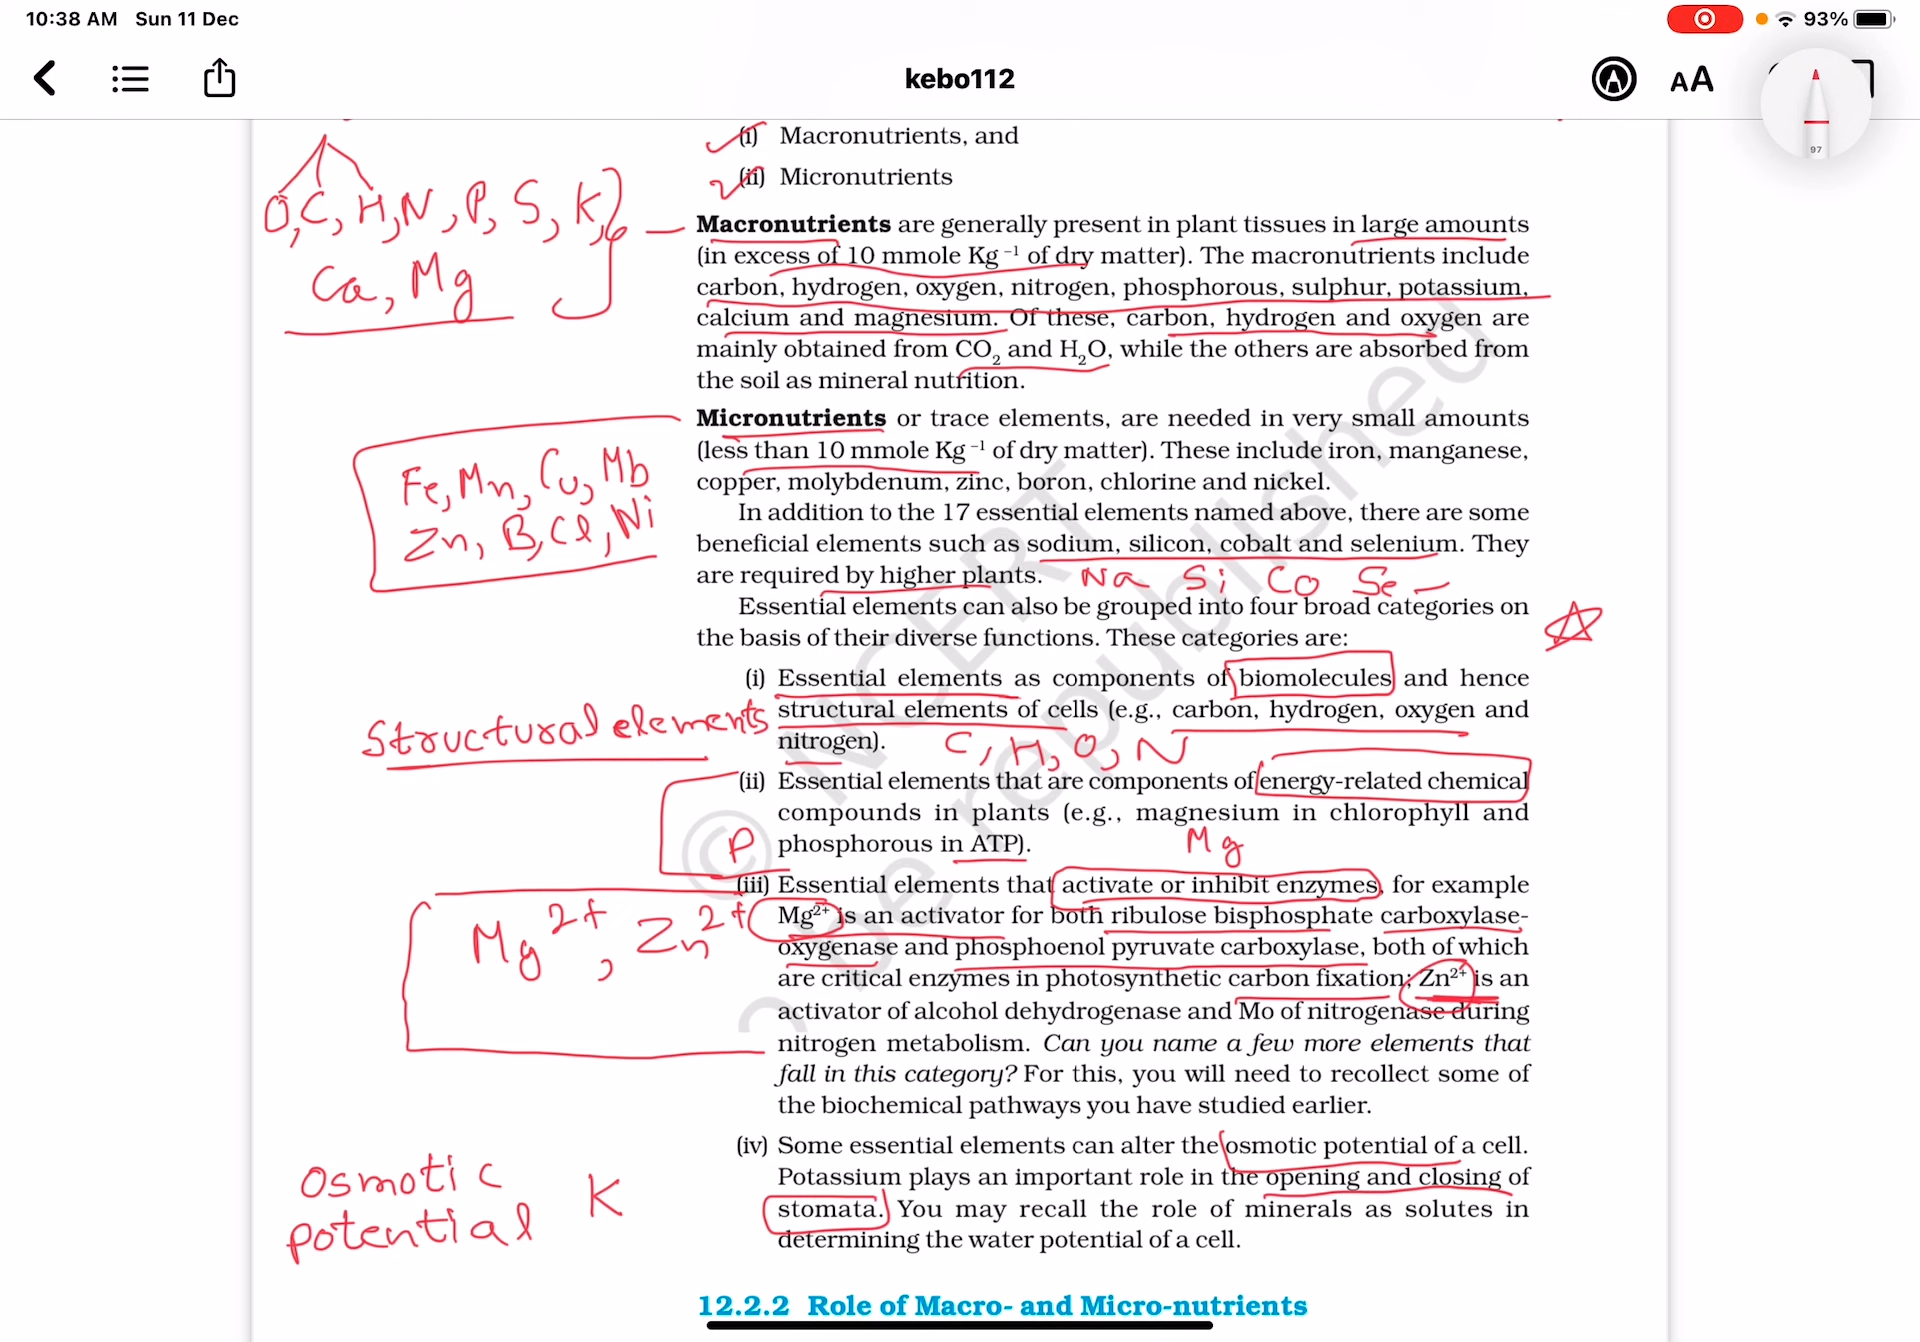 10:38 AM Sun 11 Dec
93%
kebo112
AA
97
(i) Macronutrients, and
(ii) Micronutrients
O, C, H, N, P, S, K,
Ca, Mg
Macronutrients are generally present in plant tissues in large amounts
(in excess of 10 mmole Kg⁻¹ of dry matter). The macronutrients include
carbon, hydrogen, oxygen, nitrogen, phosphorous, sulphur, potassium,
calcium and magnesium. Of these, carbon, hydrogen and oxygen are
mainly obtained from CO₂ and H₂O, while the others are absorbed from
the soil as mineral nutrition.
Micronutrients or trace elements, are needed in very small amounts
(less than 10 mmole Kg⁻¹ of dry matter). These include iron, manganese,
copper, molybdenum, zinc, boron, chlorine and nickel.
Fe, Mn, Cu, Mb
Zn, B, Cl, Ni
In addition to the 17 essential elements named above, there are some
beneficial elements such as sodium, silicon, cobalt and selenium. They
are required by higher plants.
Na Si CO Se
Essential elements can also be grouped into four broad categories on
the basis of their diverse functions. These categories are:
(i) Essential elements as components of biomolecules and hence
structural elements of cells (e.g., carbon, hydrogen, oxygen and
nitrogen).
Structural elements
C, H, O, N
(ii) Essential elements that are components of energy-related chemical
compounds in plants (e.g., magnesium in chlorophyll and
phosphorous in ATP).
P
Mg
(iii) Essential elements that activate or inhibit enzymes, for example
Mg²⁺ is an activator for both ribulose bisphosphate carboxylase-
oxygenase and phosphoenol pyruvate carboxylase, both of which
are critical enzymes in photosynthetic carbon fixation; Zn²⁺ is an
activator of alcohol dehydrogenase and Mo of nitrogenase during
nitrogen metabolism. Can you name a few more elements that
fall in this category? For this, you will need to recollect some of
the biochemical pathways you have studied earlier.
Mg²⁺, Zn²⁺
(iv) Some essential elements can alter the osmotic potential of a cell.
Potassium plays an important role in the opening and closing of
stomata. You may recall the role of minerals as solutes in
determining the water potential of a cell.
Osmotic
potential K
12.2.2 Role of Macro- and Micro-nutrients
© NCERT
be republished